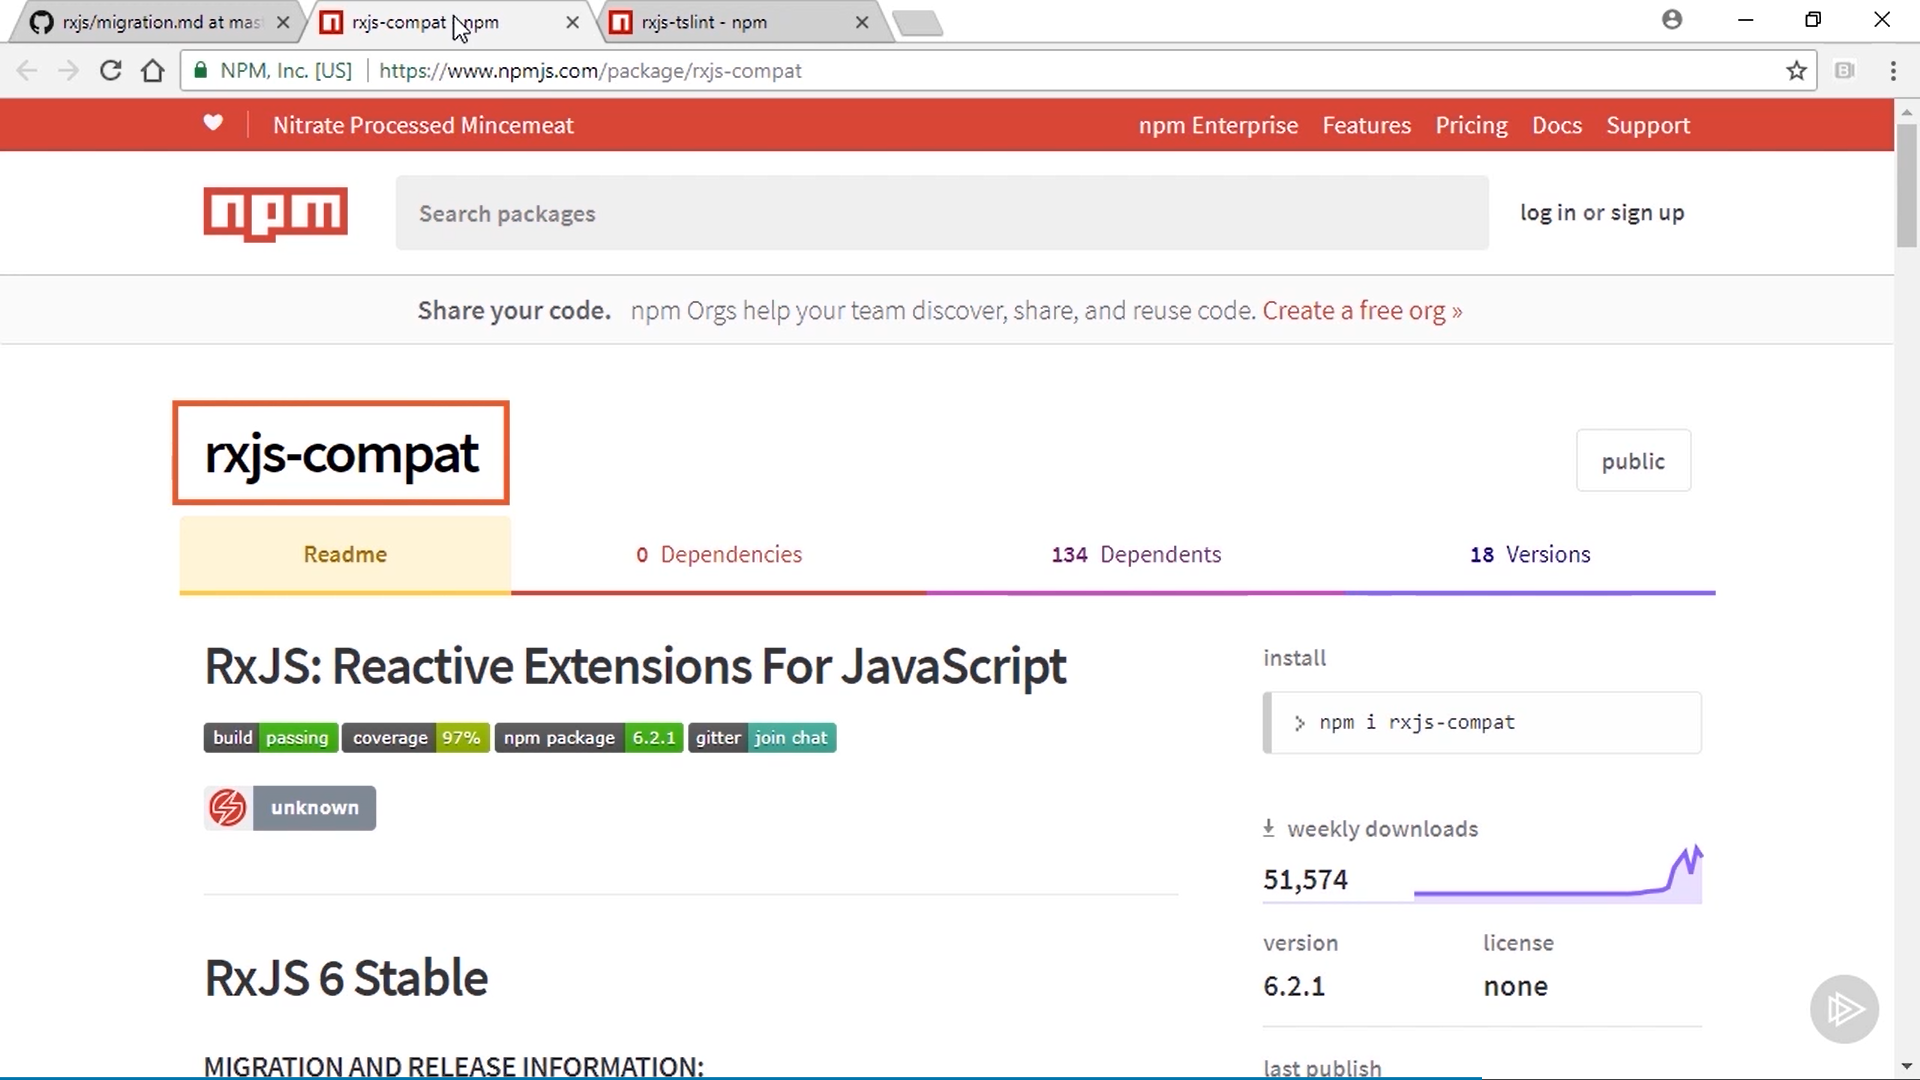 rxjs/migration.md at mas
rxjs-compat - npm
rxjs-tslint - npm
NPM, Inc. [US]
https://www.npmjs.com/package/rxjs-compat
Nitrate Processed Mincemeat
npm Enterprise
Features
Pricing
Docs
Support
npm
Search packages
log in or sign up
Share your code. npm Orgs help your team discover, share, and reuse code. Create a free org »
rxjs-compat
public
Readme
0 Dependencies
134 Dependents
18 Versions
RxJS: Reactive Extensions For JavaScript
build passing
coverage 97%
npm package 6.2.1
gitter join chat
unknown
install
> npm i rxjs-compat
weekly downloads
51,574
version
6.2.1
license
none
RxJS 6 Stable
MIGRATION AND RELEASE INFORMATION:
last publish